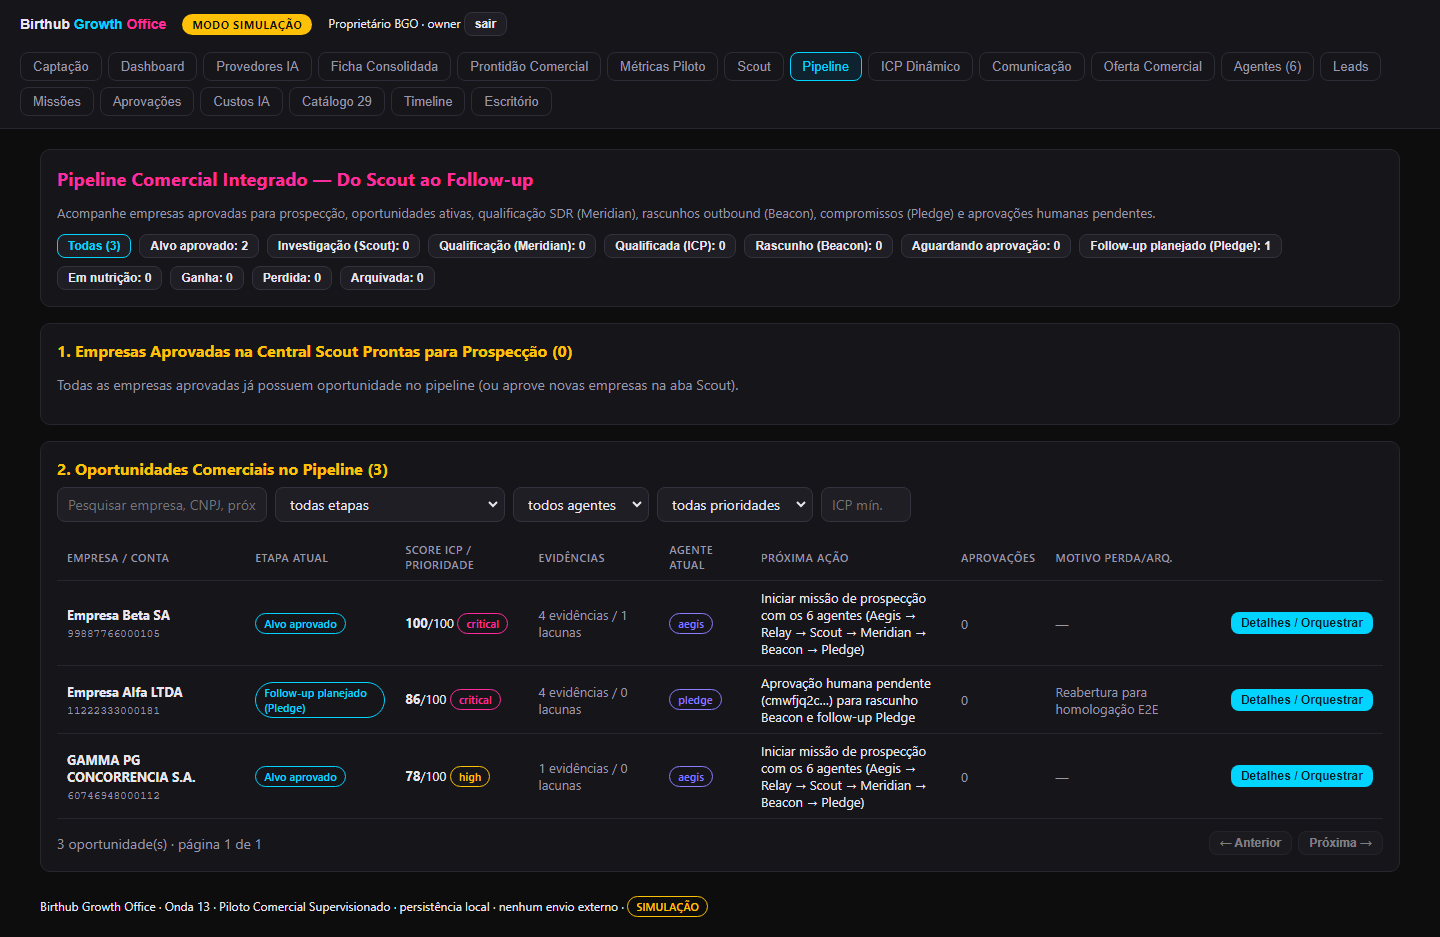 Birthub Growth Office MODO SIMULAÇÃO Proprietário BGO · owner sair
Captação Dashboard Provedores IA Ficha Consolidada Prontidão Comercial Métricas Piloto Scout Pipeline ICP Dinâmico Comunicação Oferta Comercial Agentes (6) Leads
Missões Aprovações Custos IA Catálogo 29 Timeline Escritório
Pipeline Comercial Integrado — Do Scout ao Follow-up
Acompanhe empresas aprovadas para prospecção, oportunidades ativas, qualificação SDR (Meridian), rascunhos outbound (Beacon), compromissos (Pledge) e aprovações humanas pendentes.
Todas (3) Alvo aprovado: 2 Investigação (Scout): 0 Qualificação (Meridian): 0 Qualificada (ICP): 0 Rascunho (Beacon): 0 Aguardando aprovação: 0 Follow-up planejado (Pledge): 1
Em nutrição: 0 Ganha: 0 Perdida: 0 Arquivada: 0
1. Empresas Aprovadas na Central Scout Prontas para Prospecção (0)
Todas as empresas aprovadas já possuem oportunidade no pipeline (ou aprove novas empresas na aba Scout).
2. Oportunidades Comerciais no Pipeline (3)
Pesquisar empresa, CNPJ, próx todas etapas todos agentes todas prioridades ICP mín.
EMPRESA / CONTA
ETAPA ATUAL
SCORE ICP /
PRIORIDADE
EVIDÊNCIAS
AGENTE
ATUAL
PRÓXIMA AÇÃO
APROVAÇÕES
MOTIVO PERDA/ARQ.
Empresa Beta SA
99887766000105
Alvo aprovado
100/100 critical
4 evidências / 1
lacunas
aegis
Iniciar missão de prospecção
com os 6 agentes (Aegis →
Relay → Scout → Meridian →
Beacon → Pledge)
0
—
Detalhes / Orquestrar
Empresa Alfa LTDA
11222333000181
Follow-up planejado
(Pledge)
86/100 critical
4 evidências / 0
lacunas
pledge
Aprovação humana pendente
(cmwfjq2c...) para rascunho
Beacon e follow-up Pledge
0
Reabertura para
homologação E2E
Detalhes / Orquestrar
GAMMA PG
CONCORRENCIA S.A.
60746948000112
Alvo aprovado
78/100 high
1 evidências / 0
lacunas
aegis
Iniciar missão de prospecção
com os 6 agentes (Aegis →
Relay → Scout → Meridian →
Beacon → Pledge)
0
—
Detalhes / Orquestrar
3 oportunidade(s) · página 1 de 1
← Anterior Próxima →
Birthub Growth Office · Onda 13 · Piloto Comercial Supervisionado · persistência local · nenhum envio externo · SIMULAÇÃO